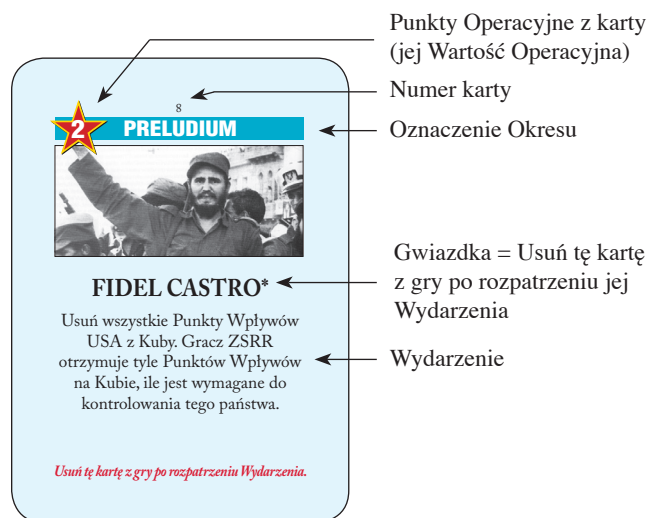 Punkty Operacyjne z karty
(jej Wartość Operacyjna)
8
Numer karty
2
PRELUDIUM
Oznaczenie Okresu
FIDEL CASTRO*
Gwiazdka = Usuń tę kartę
z gry po rozpatrzeniu jej
Wydarzenia
Usuń wszystkie Punkty Wpływów
USA z Kuby. Gracz ZSRR
otrzymuje tyle Punktów Wpływów
na Kubie, ile jest wymagane do
kontrolowania tego państwa.
Wydarzenie
Usuń tę kartę z gry po rozpatrzeniu Wydarzenia.